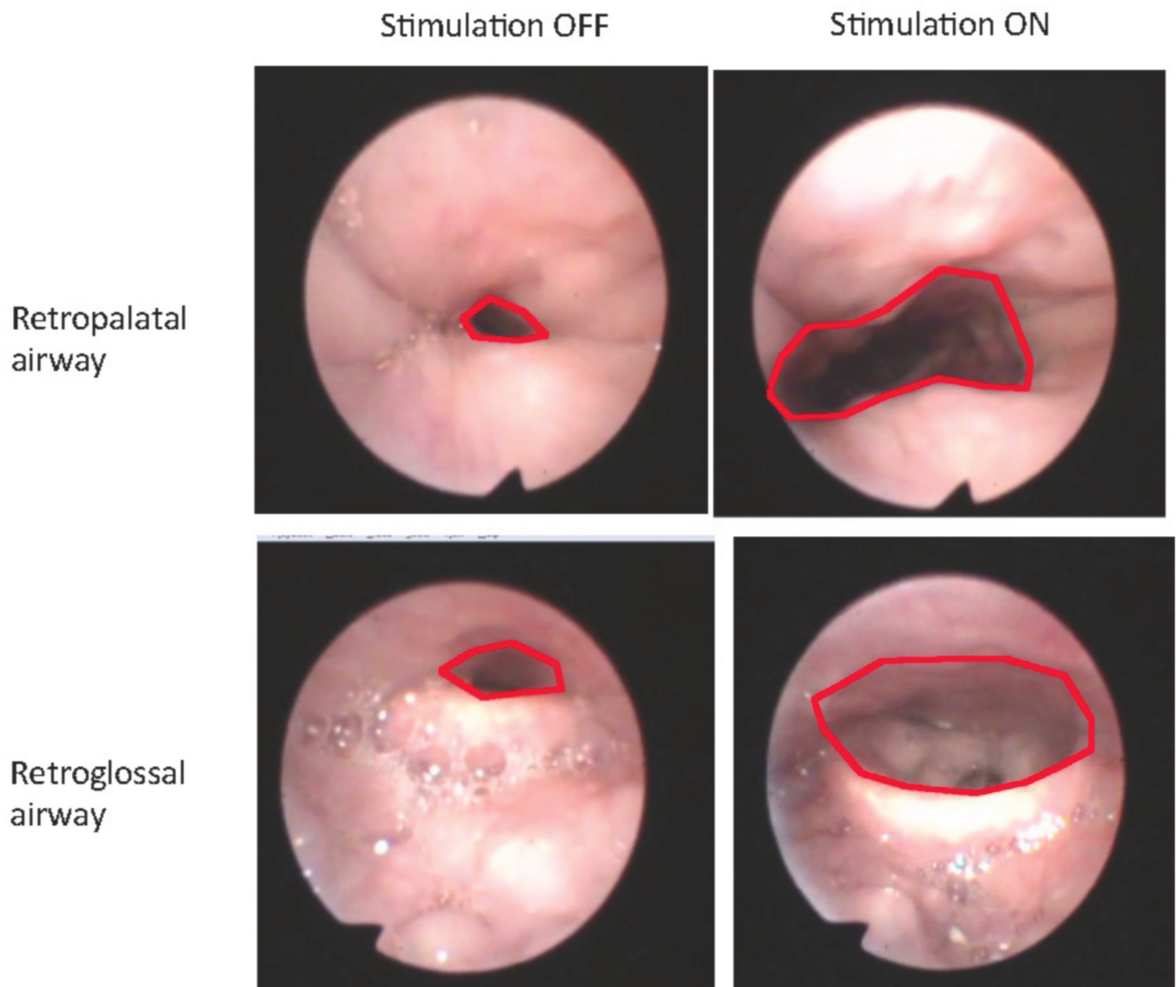 Stimulation OFF
Stimulation ON
Retropalatal
airway
Retroglossal
airway